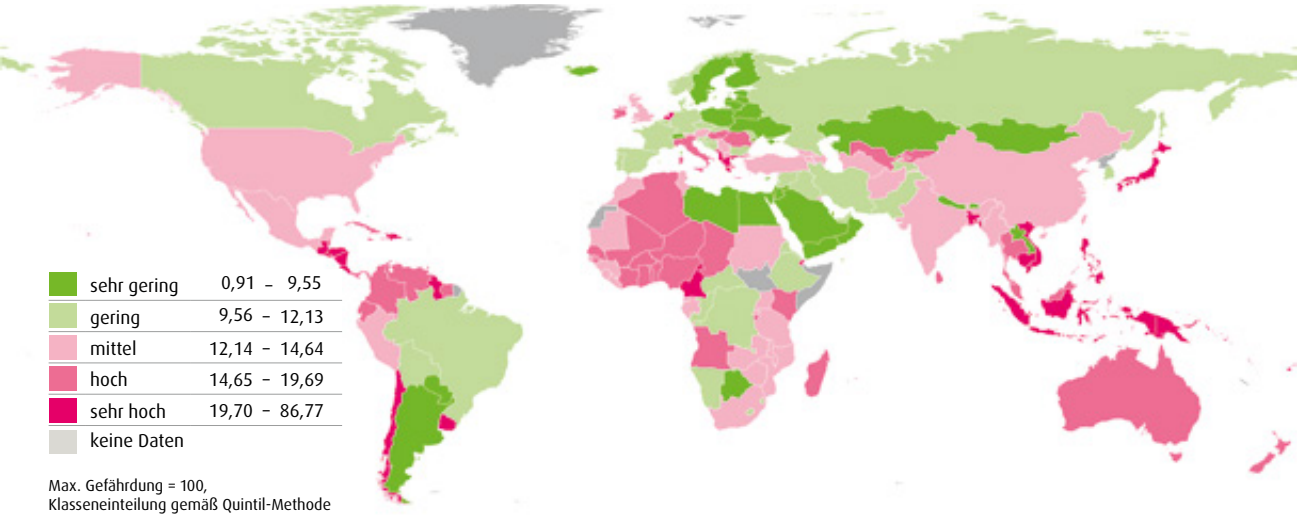 sehr gering 0,91 – 9,55
gering 9,56 – 12,13
mittel 12,14 – 14,64
hoch 14,65 – 19,69
sehr hoch 19,70 – 86,77
keine Daten
Max. Gefährdung = 100,
Klasseneinteilung gemäß Quintil-Methode